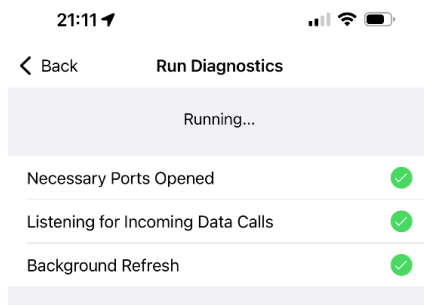 21:11
Back
Run Diagnostics
Running...
Necessary Ports Opened
Listening for Incoming Data Calls
Background Refresh